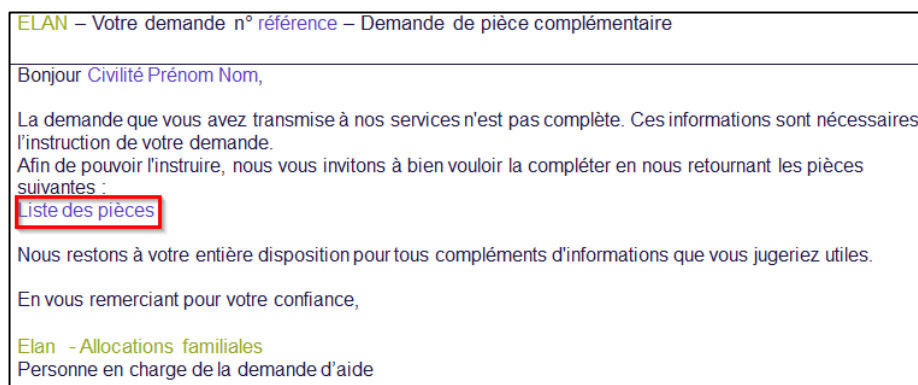 ELAN – Votre demande n° référence – Demande de pièce complémentaire
Bonjour Civilité Prénom Nom,
La demande que vous avez transmise à nos services n'est pas complète. Ces informations sont nécessaires
l’instruction de votre demande.
Afin de pouvoir l'instruire, nous vous invitons à bien vouloir la compléter en nous retournant les pièces
suivantes :
Liste des pièces
Nous restons à votre entière disposition pour tous compléments d'informations que vous jugeriez utiles.
En vous remerciant pour votre confiance,
Elan - Allocations familiales
Personne en charge de la demande d’aide